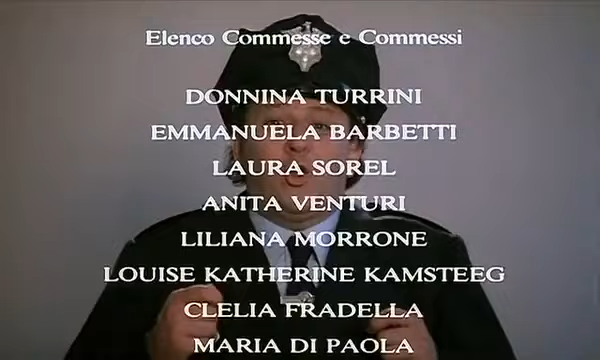 Elenco Commesse e Commessi
DONNINA TURRINI
EMMANUELA BARBETTI
LAURA SOREL
ANITA VENTURI
LILIANA MORRONE
LOUISE KATHERINE KAMSTEEG
CLELIA FRADELLA
MARIA DI PAOLA